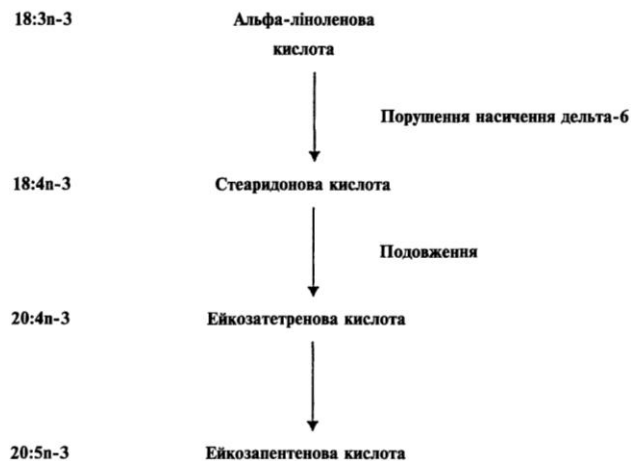 18:3n-3 Альфа-ліноленова
кислота
Порушення насичення дельта-6
18:4n-3 Стеаридонова кислота
Подовження
20:4n-3 Ейкозатетренова кислота
20:5n-3 Ейкозапентенова кислота